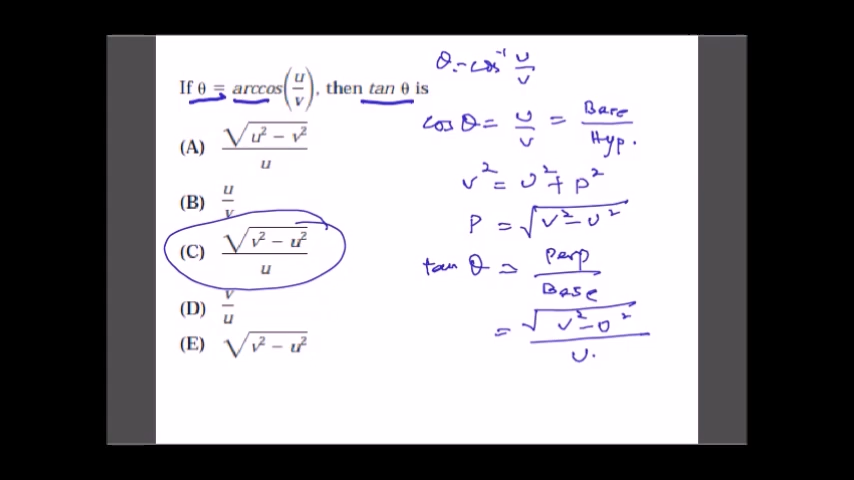 If θ = arccos(u/v), then tan θ is
(A) √(u² − v²)/u
(B) u/v
(C) √(v² − u²)/u
(D) v/u
(E) √(v² − u²)
θ = cos⁻¹ u/v
cos θ = u/v = Base/Hyp.
v² = u² + P²
P = √(v² − u²)
tan θ = Perp/Base
= √(v² − u²)/u.